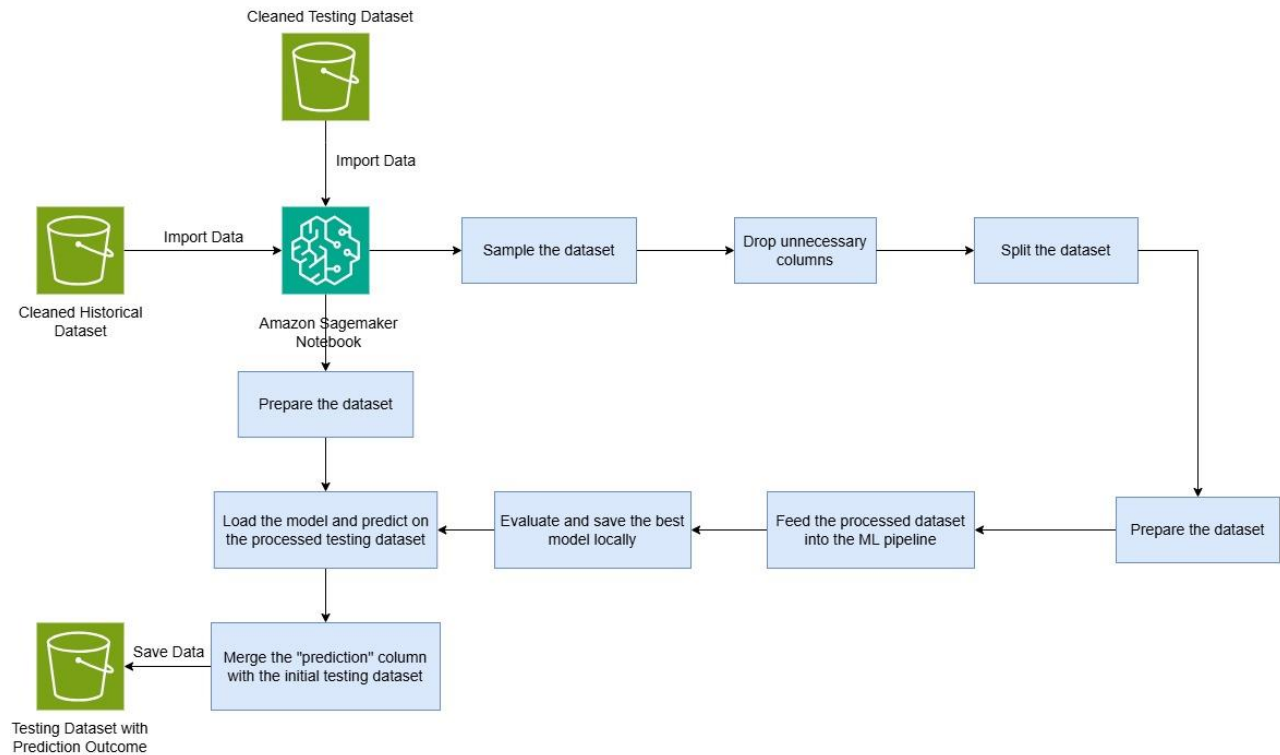 Cleaned Testing Dataset
Import Data
Import Data
Cleaned Historical
Dataset
Amazon Sagemaker
Notebook
Sample the dataset
Drop unnecessary
columns
Split the dataset
Prepare the dataset
Load the model and predict on
the processed testing dataset
Evaluate and save the best
model locally
Feed the processed dataset
into the ML pipeline
Prepare the dataset
Save Data
Merge the "prediction" column
with the initial testing dataset
Testing Dataset with
Prediction Outcome